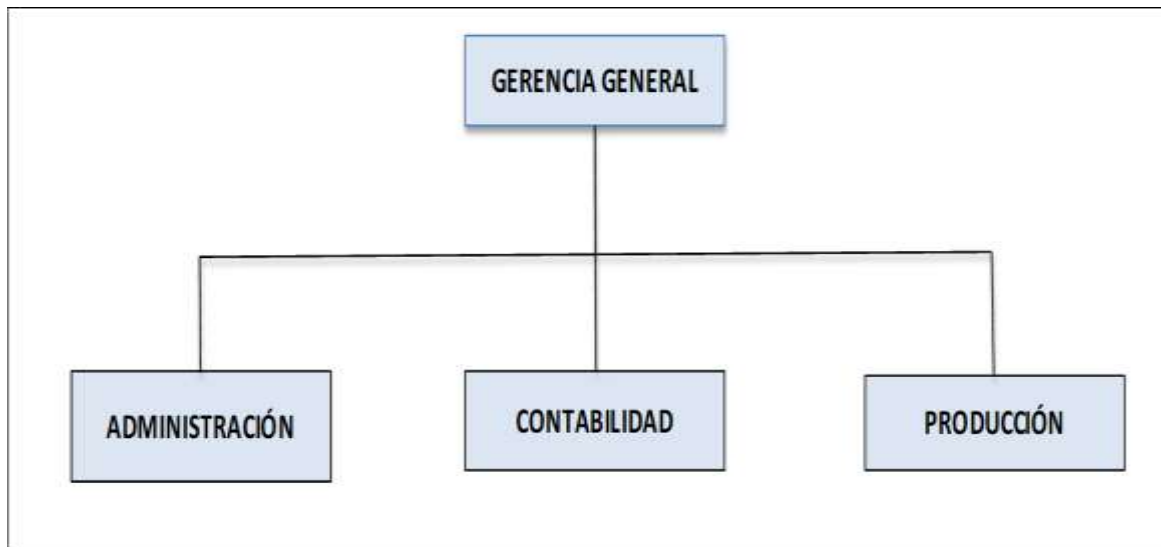 GERENCIA GENERAL
ADMINISTRACIÓN
CONTABILIDAD
PRODUCCIÓN